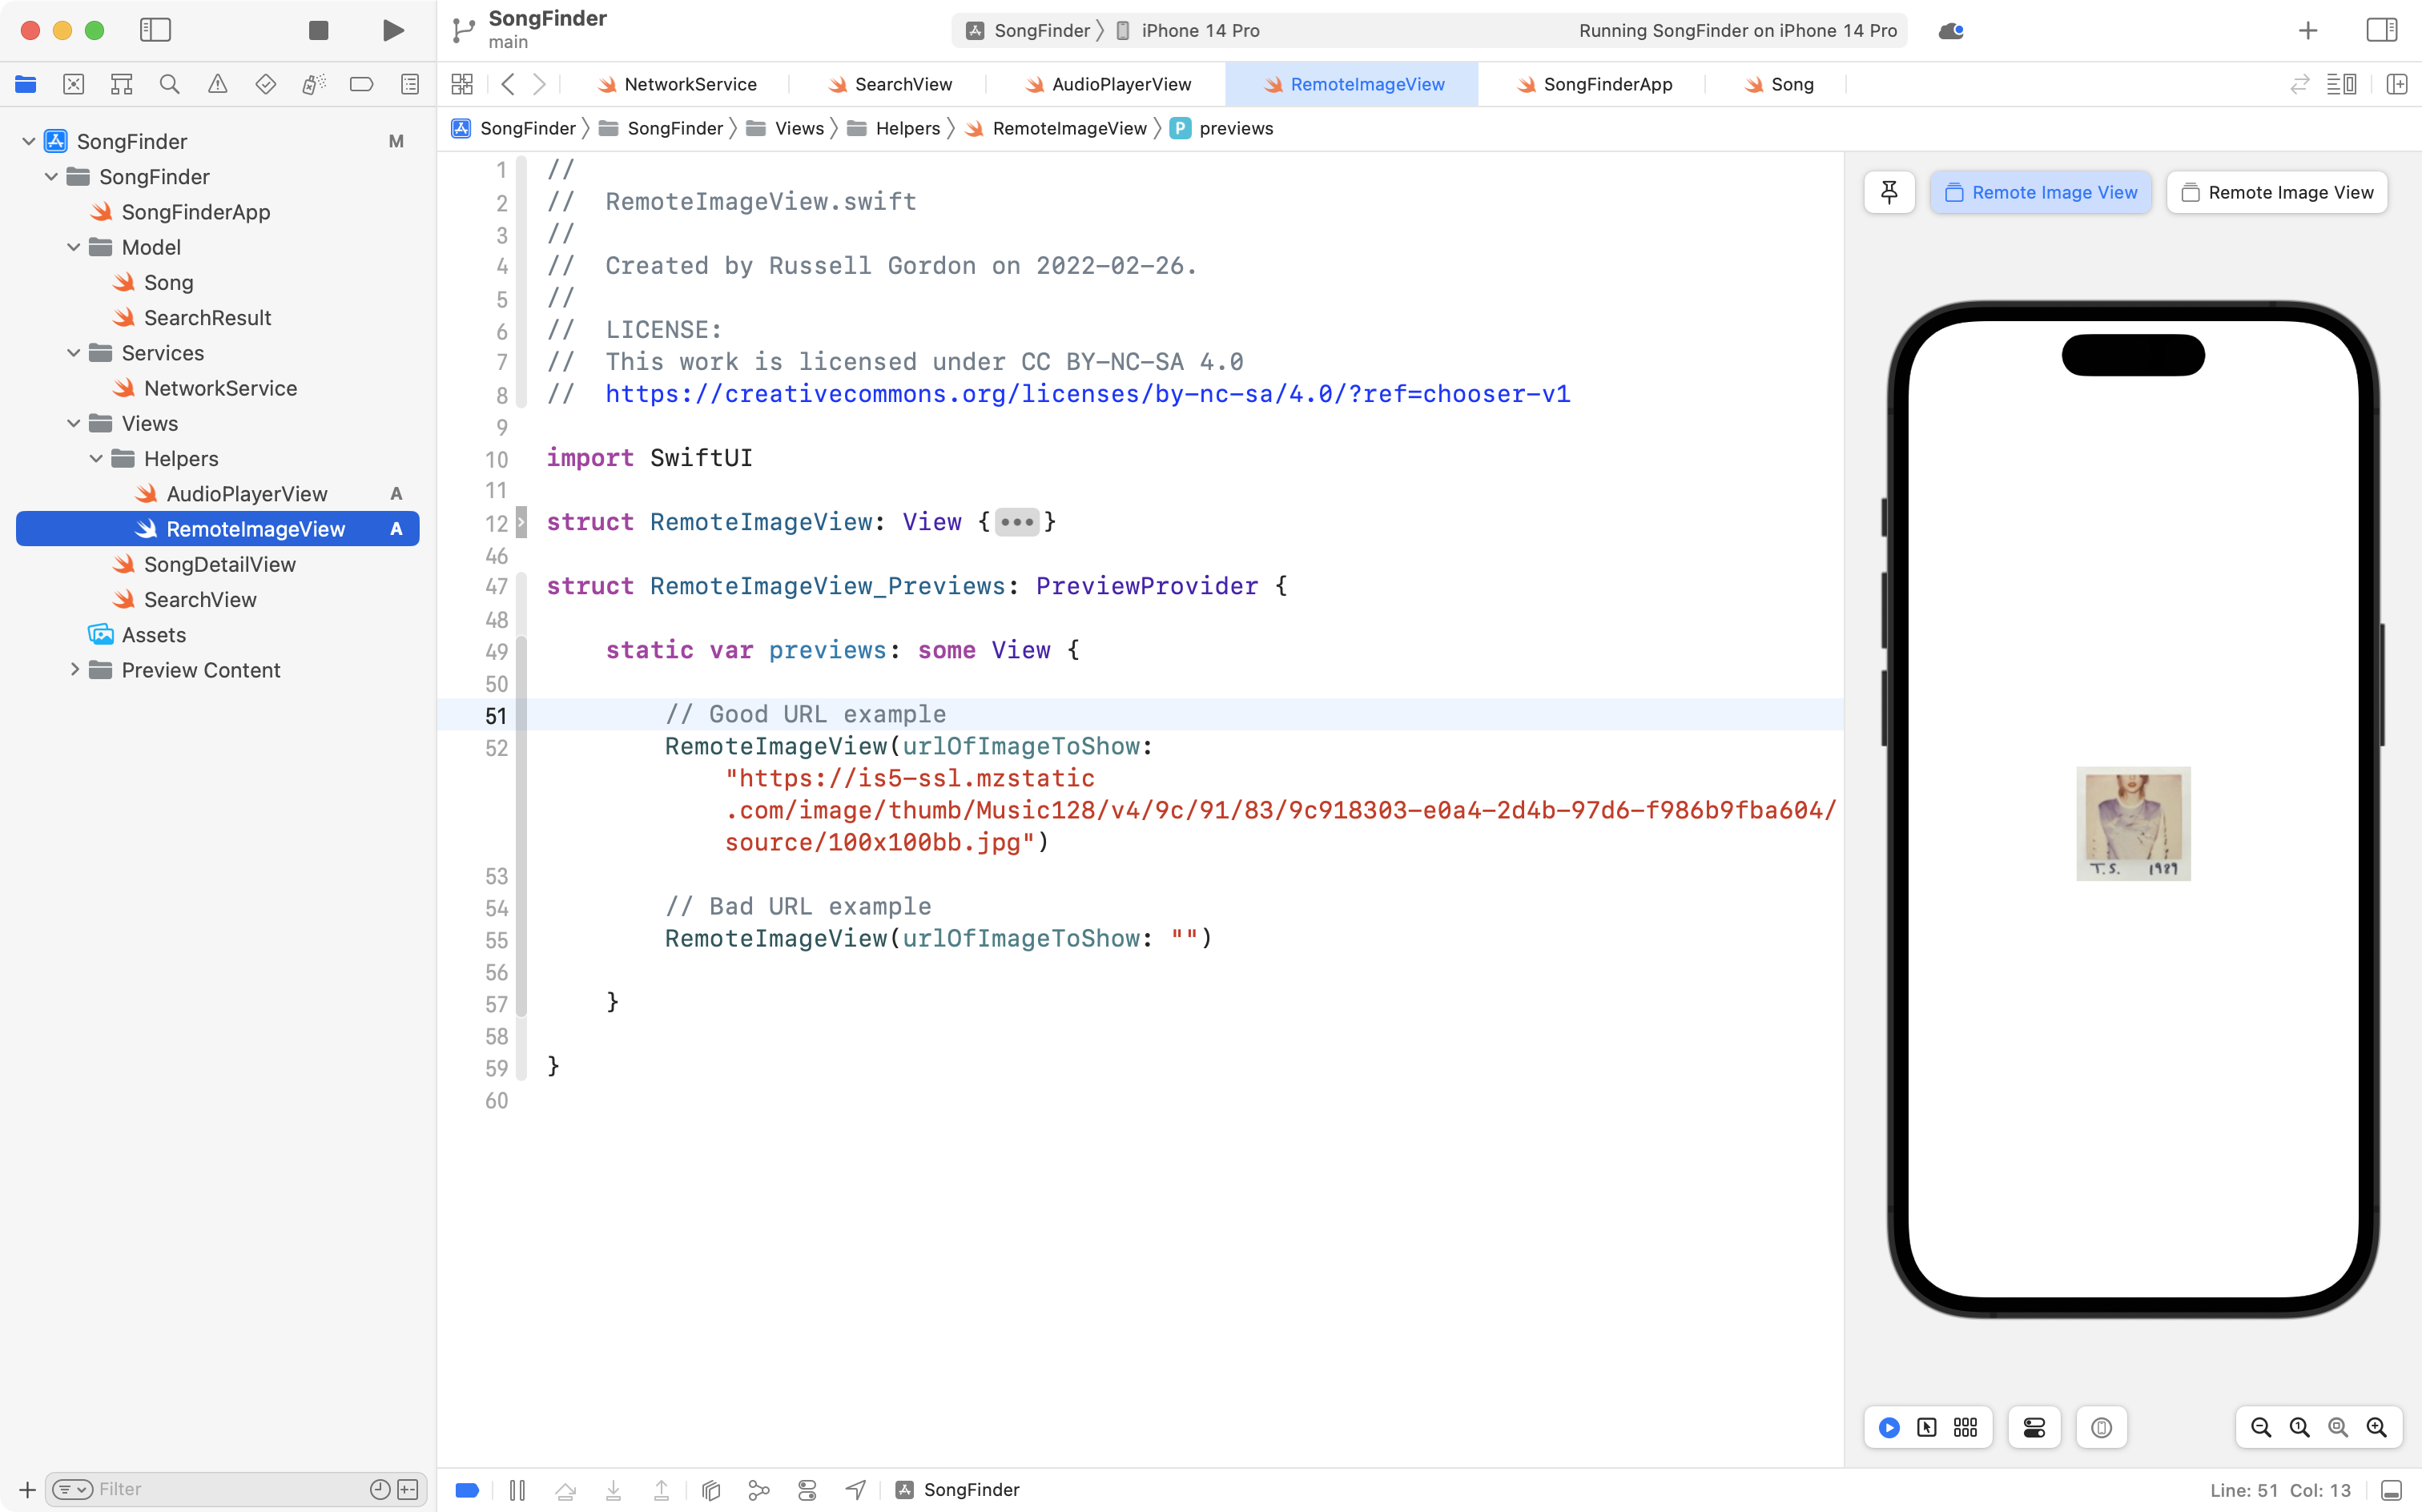 SongFinder
main
SongFinder
iPhone 14 Pro
Running SongFinder on iPhone 14 Pro
NetworkService
SearchView
AudioPlayerView
RemoteImageView
SongFinderApp
Song
SongFinder
SongFinder
Views
Helpers
RemoteImageView
P
previews
SongFinder M
SongFinder
SongFinderApp
Model
Song
SearchResult
Services
NetworkService
Views
Helpers
AudioPlayerView A
RemoteImageView A
SongDetailView
SearchView
Assets
Preview Content
Filter
1 //
2 //  RemoteImageView.swift
3 //
4 //  Created by Russell Gordon on 2022-02-26.
5 //
6 //  LICENSE:
7 //  This work is licensed under CC BY-NC-SA 4.0
8 //  https://creativecommons.org/licenses/by-nc-sa/4.0/?ref=chooser-v1
9
10 import SwiftUI
11
12 struct RemoteImageView: View {•••}
46
47 struct RemoteImageView_Previews: PreviewProvider {
48
49     static var previews: some View {
50
51         // Good URL example
52         RemoteImageView(urlOfImageToShow:
"https://is5-ssl.mzstatic
.com/image/thumb/Music128/v4/9c/91/83/9c918303-e0a4-2d4b-97d6-f986b9fba604/
source/100x100bb.jpg")
53
54         // Bad URL example
55         RemoteImageView(urlOfImageToShow: "")
56
57     }
58
59 }
60
Remote Image View
Remote Image View
T.S. 1989
SongFinder
Line: 51 Col: 13